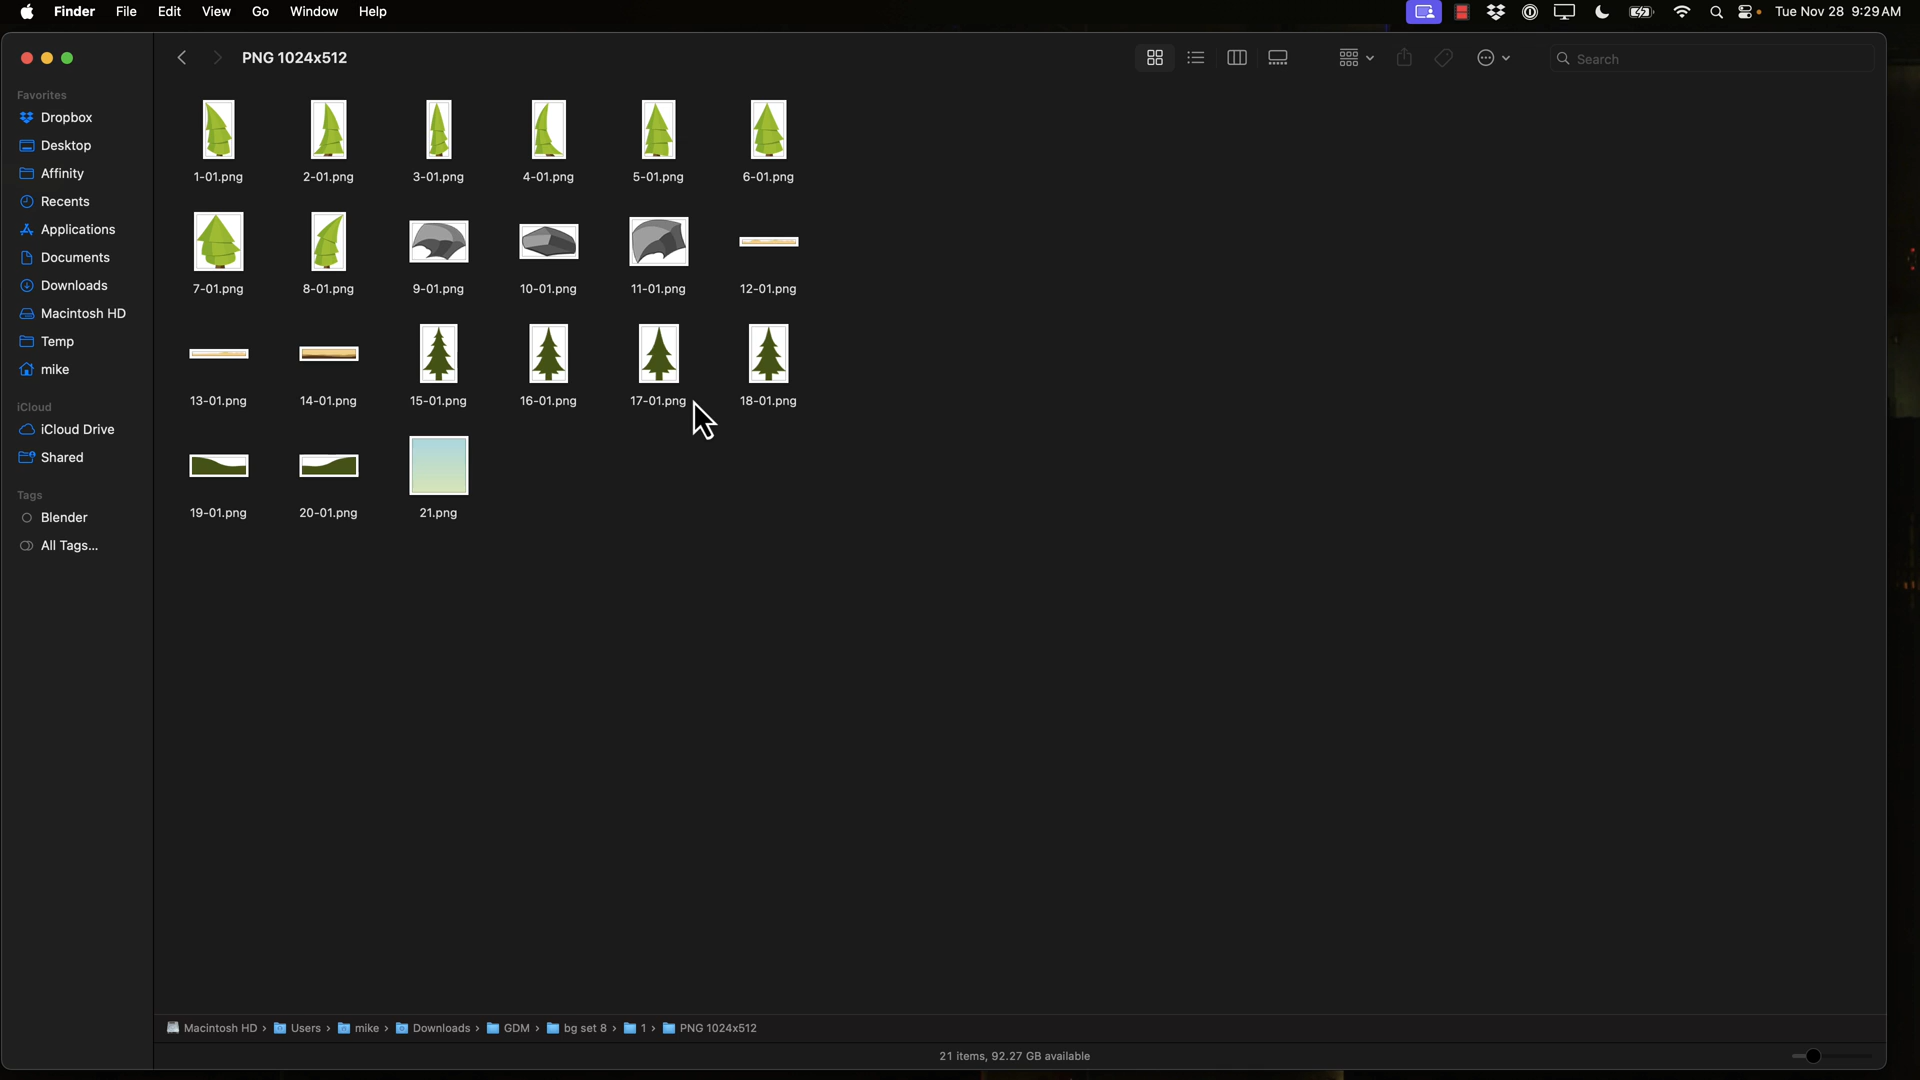 Finder File Edit View Go Window Help Tue Nov 28 9:29 AM
PNG 1024x512
Search
Favorites
Dropbox
Desktop
Affinity
Recents
Applications
Documents
Downloads
Macintosh HD
Temp
mike
iCloud
iCloud Drive
Shared
Tags
Blender
All Tags...
1-01.png 2-01.png 3-01.png 4-01.png 5-01.png 6-01.png
7-01.png 8-01.png 9-01.png 10-01.png 11-01.png 12-01.png
13-01.png 14-01.png 15-01.png 16-01.png 17-01.png 18-01.png
19-01.png 20-01.png 21.png
Macintosh HD › Users › mike › Downloads › GDM › bg set 8 › 1 › PNG 1024x512
21 items, 92.27 GB available